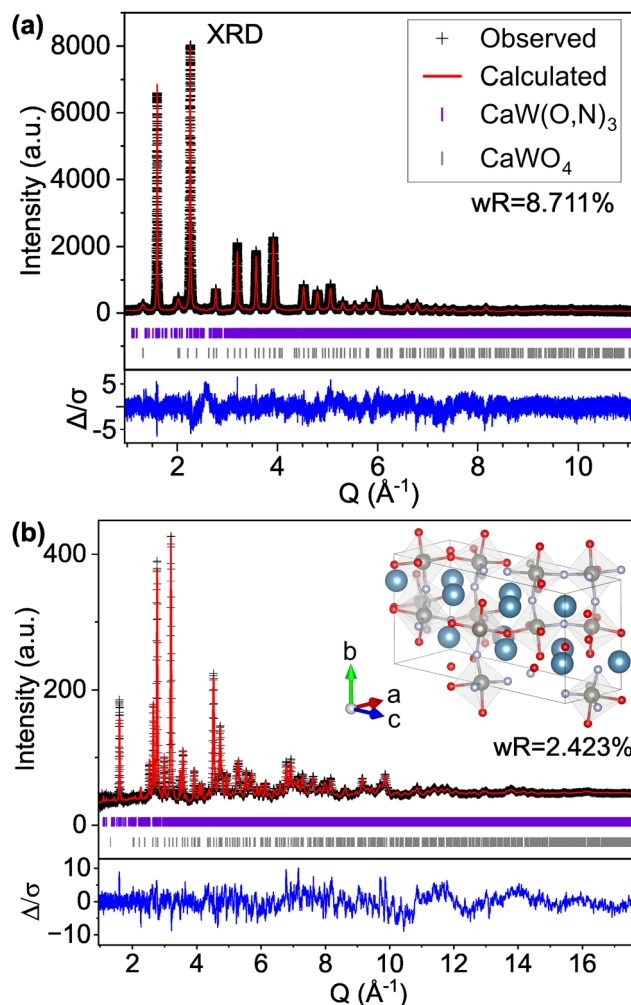 (a)
XRD
Observed
Calculated
CaW(O,N)₃
CaWO₄
wR=8.711%
8000
6000
4000
2000
0
Intensity (a.u.)
5
0
-5
Δ/σ
2 4 6 8 10
Q (Å⁻¹)
(b)
400
200
0
Intensity (a.u.)
b
a
c
wR=2.423%
10
0
−10
Δ/σ
2 4 6 8 10 12 14 16
Q (Å⁻¹)